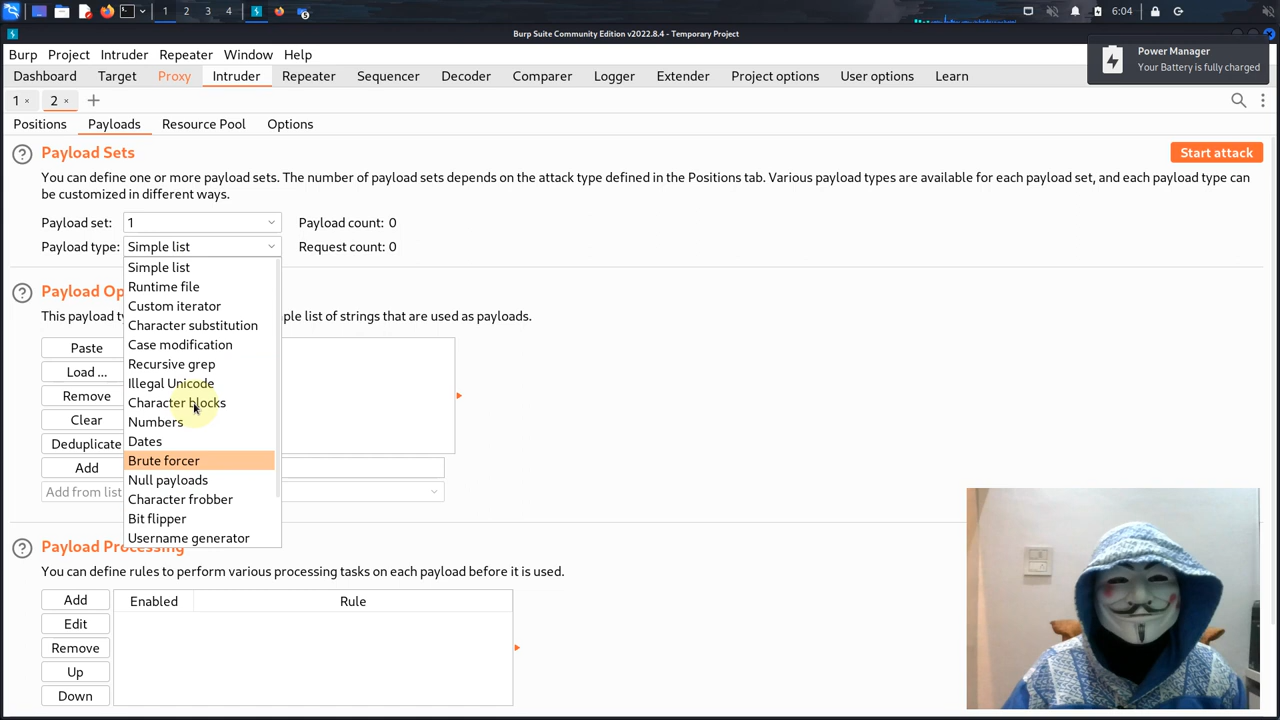 1 2 3 4 5 6:04
Burp Suite Community Edition v2022.8.4 - Temporary Project
Power Manager
Your Battery is fully charged
Burp Project Intruder Repeater Window Help
Dashboard Target Proxy Intruder Repeater Sequencer Decoder Comparer Logger Extender Project options User options Learn
1 × 2 × +
Positions Payloads Resource Pool Options
? Payload Sets Start attack
You can define one or more payload sets. The number of payload sets depends on the attack type defined in the Positions tab. Various payload types are available for each payload set, and each payload type can
be customized in different ways.
Payload set: 1 Payload count: 0
Payload type: Simple list Request count: 0
Simple list
Runtime file
Custom iterator
Character substitution
Case modification
Recursive grep
Illegal Unicode
Character blocks
Numbers
Dates
Brute forcer
Null payloads
Character frobber
Bit flipper
Username generator
? Payload Op
This payload ty ple list of strings that are used as payloads.
Paste
Load ...
Remove
Clear
Deduplicate
Add
Add from list
? Payload Processing
You can define rules to perform various processing tasks on each payload before it is used.
Add Enabled Rule
Edit
Remove
Up
Down